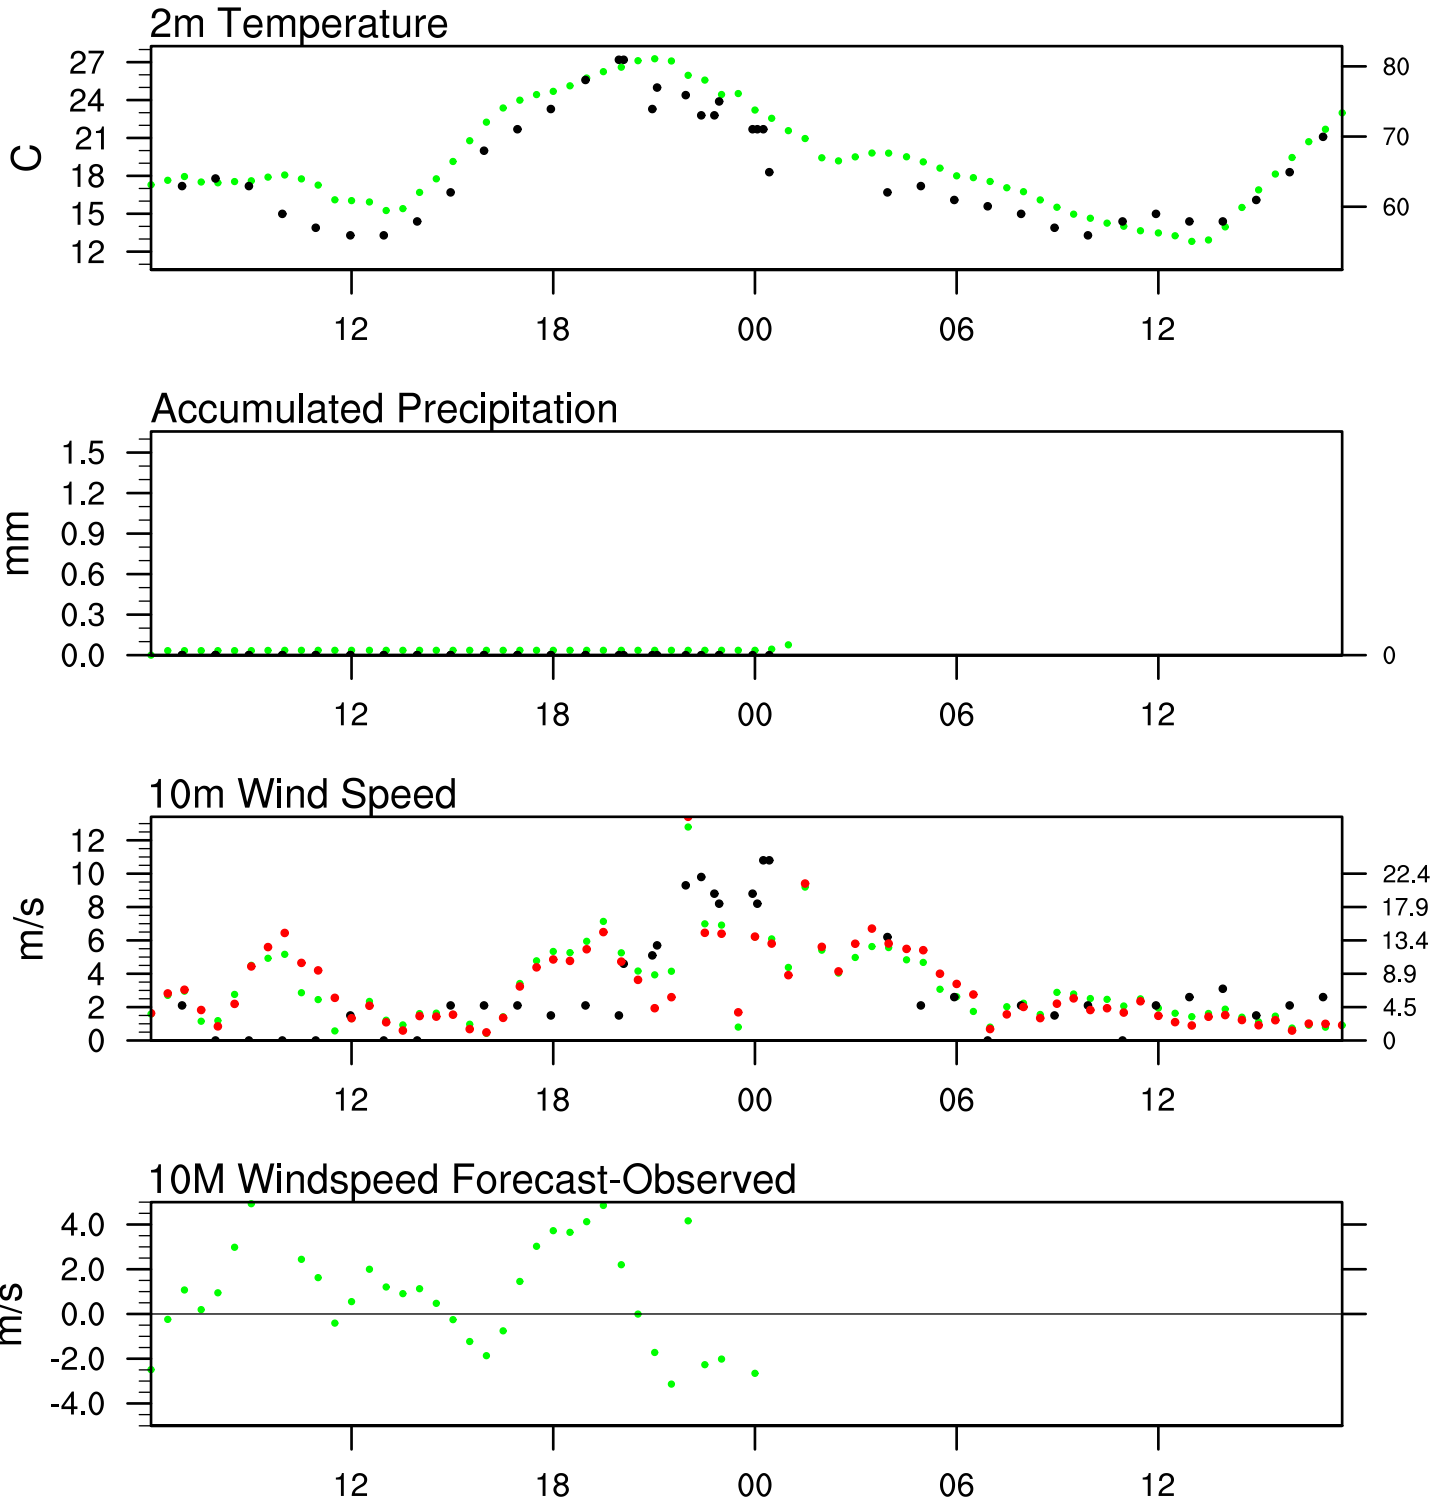 2m Temperature
27
24
21
18
15
12
C
80
70
60
12 18 00 06 12
Accumulated Precipitation
1.5
1.2
0.9
0.6
0.3
0.0
mm
0
12 18 00 06 12
10m Wind Speed
12
10
8
6
4
2
0
m/s
22.4
17.9
13.4
8.9
4.5
0
12 18 00 06 12
10M Windspeed Forecast-Observed
4.0
2.0
0.0
-2.0
-4.0
m/s
12 18 00 06 12